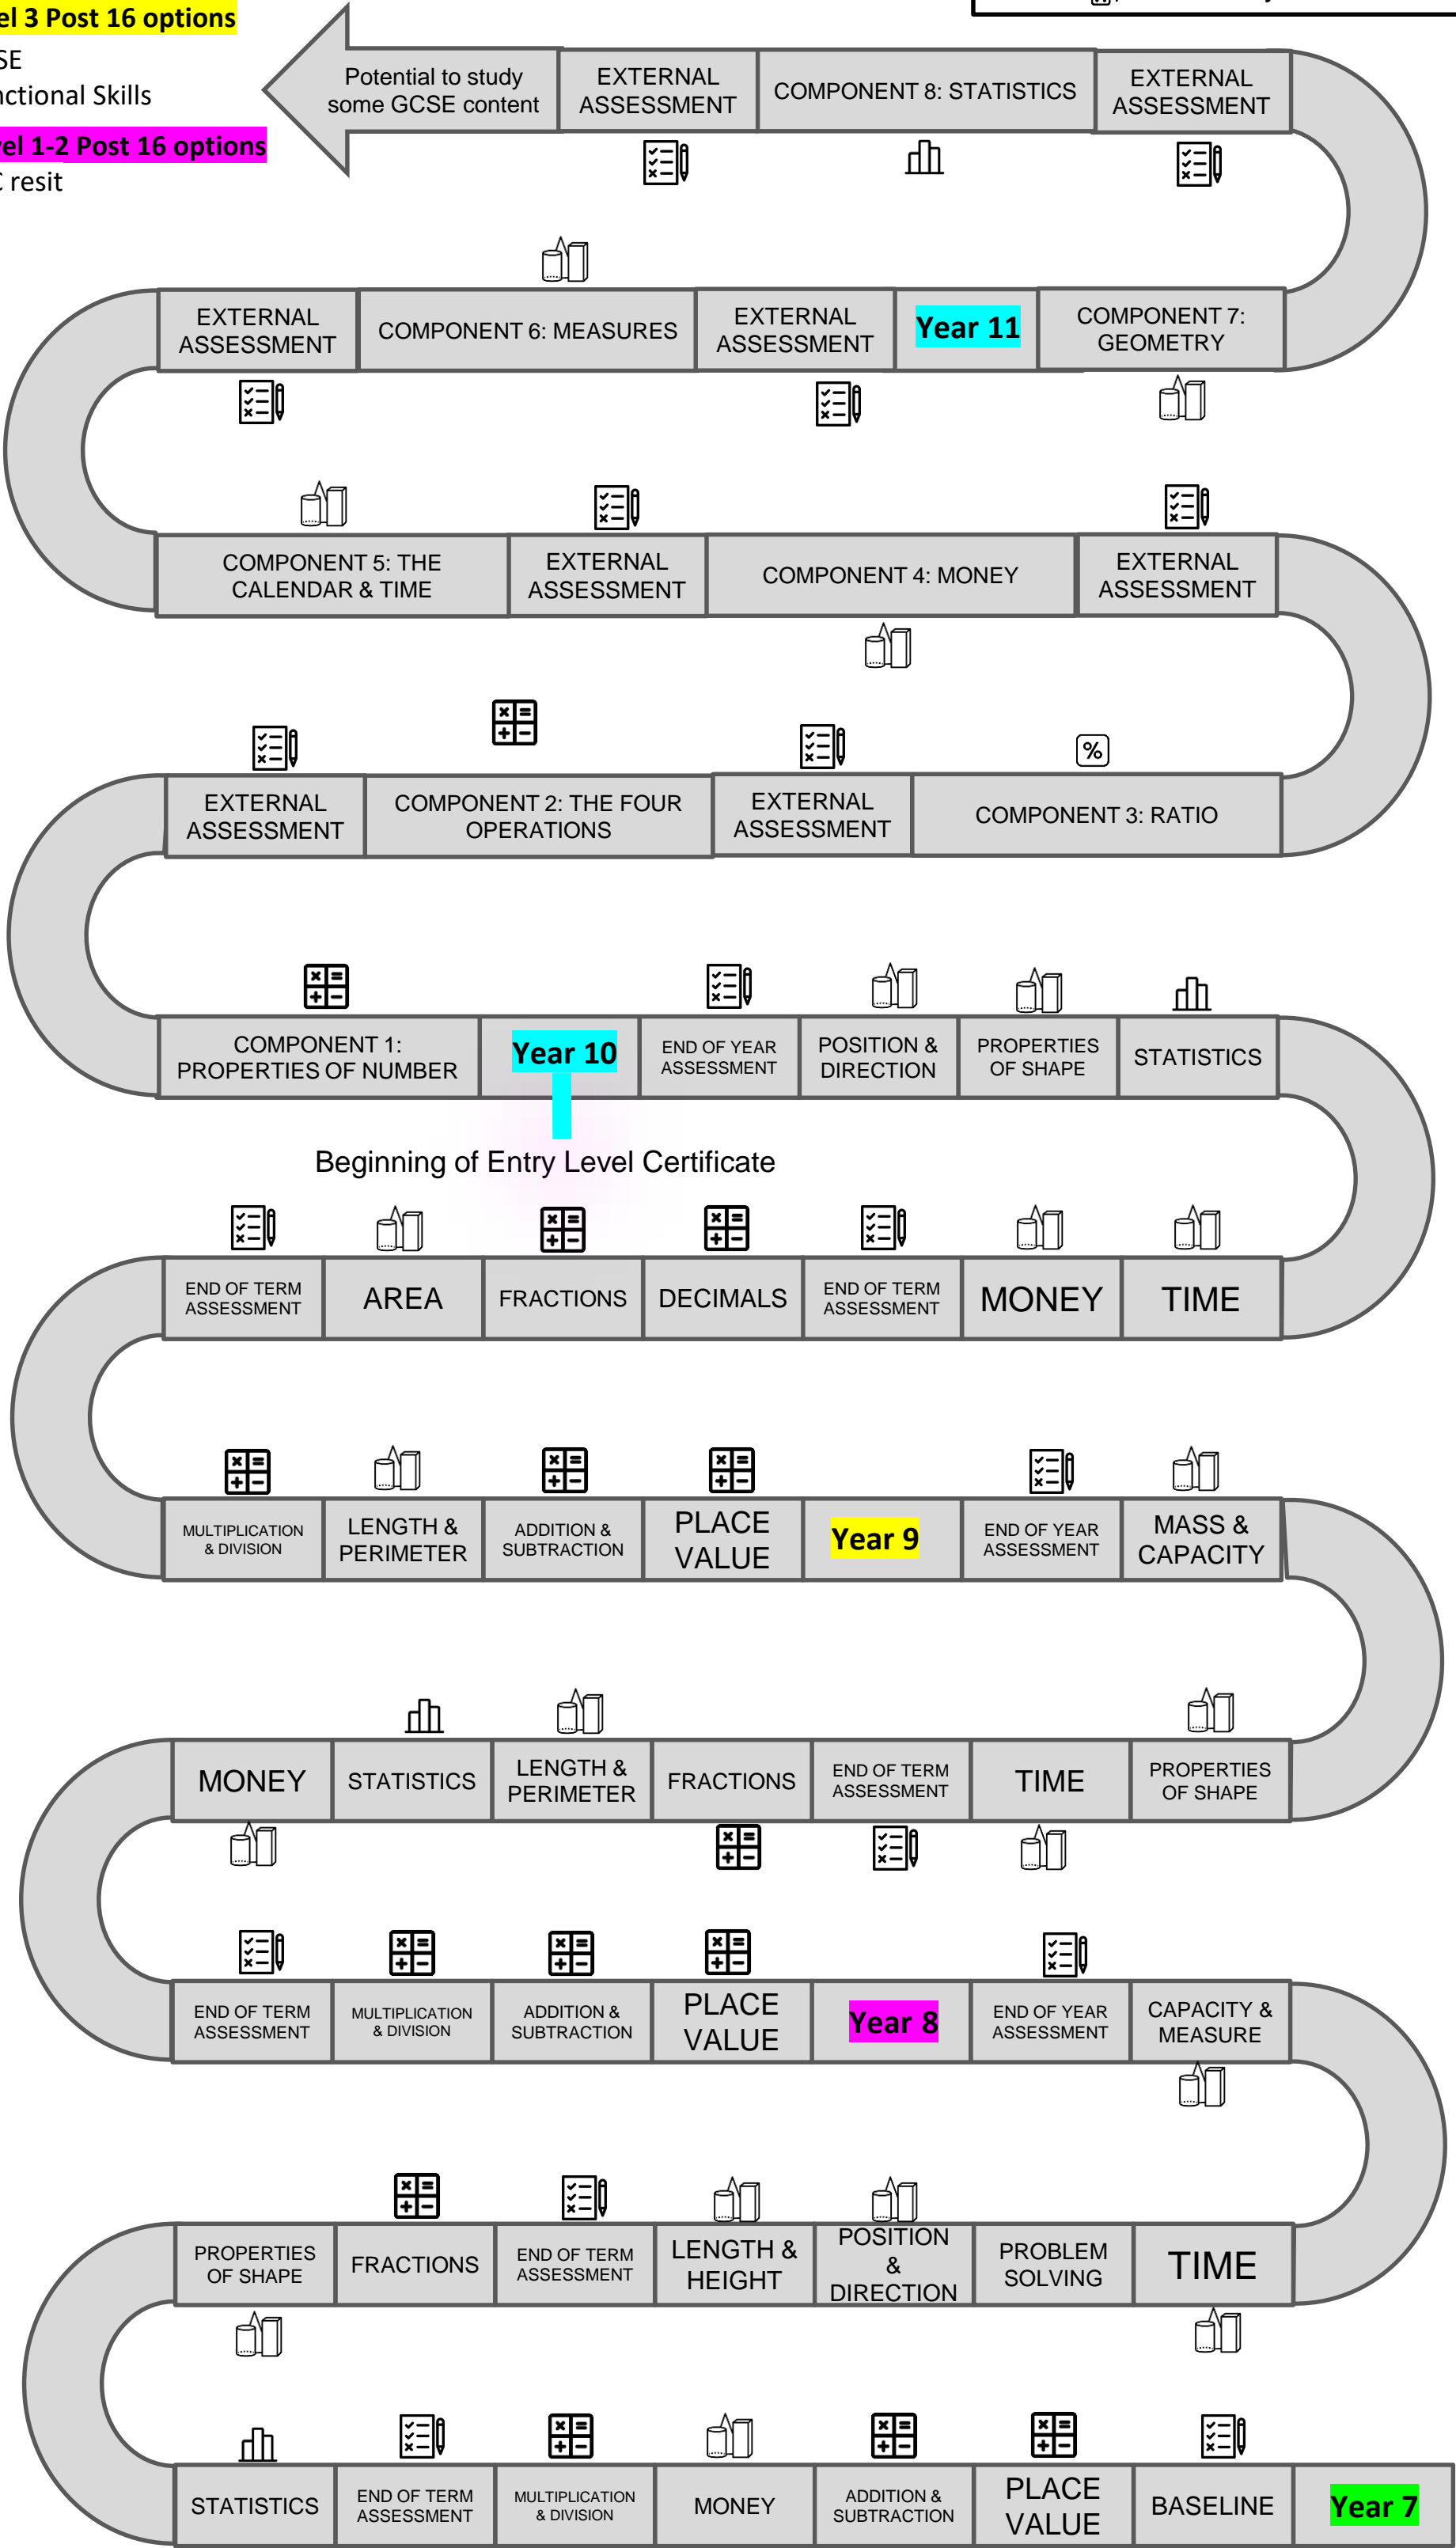 el 3 Post 16 options
SE
nctional Skills
vel 1-2 Post 16 options
C resit
Potential to study
some GCSE content
EXTERNAL
ASSESSMENT
COMPONENT 8: STATISTICS
EXTERNAL
ASSESSMENT
EXTERNAL
ASSESSMENT
COMPONENT 6: MEASURES
EXTERNAL
ASSESSMENT
Year 11
COMPONENT 7:
GEOMETRY
COMPONENT 5: THE
CALENDAR & TIME
EXTERNAL
ASSESSMENT
COMPONENT 4: MONEY
EXTERNAL
ASSESSMENT
%
EXTERNAL
ASSESSMENT
COMPONENT 2: THE FOUR
OPERATIONS
EXTERNAL
ASSESSMENT
COMPONENT 3: RATIO
COMPONENT 1:
PROPERTIES OF NUMBER
Year 10
END OF YEAR
ASSESSMENT
POSITION &
DIRECTION
PROPERTIES
OF SHAPE
STATISTICS
Beginning of Entry Level Certificate
END OF TERM
ASSESSMENT
AREA
FRACTIONS
DECIMALS
END OF TERM
ASSESSMENT
MONEY
TIME
MULTIPLICATION
& DIVISION
LENGTH &
PERIMETER
ADDITION &
SUBTRACTION
PLACE
VALUE
Year 9
END OF YEAR
ASSESSMENT
MASS &
CAPACITY
MONEY
STATISTICS
LENGTH &
PERIMETER
FRACTIONS
END OF TERM
ASSESSMENT
TIME
PROPERTIES
OF SHAPE
END OF TERM
ASSESSMENT
MULTIPLICATION
& DIVISION
ADDITION &
SUBTRACTION
PLACE
VALUE
Year 8
END OF YEAR
ASSESSMENT
CAPACITY &
MEASURE
PROPERTIES
OF SHAPE
FRACTIONS
END OF TERM
ASSESSMENT
LENGTH &
HEIGHT
POSITION
&
DIRECTION
PROBLEM
SOLVING
TIME
STATISTICS
END OF TERM
ASSESSMENT
MULTIPLICATION
& DIVISION
MONEY
ADDITION &
SUBTRACTION
PLACE
VALUE
BASELINE
Year 7